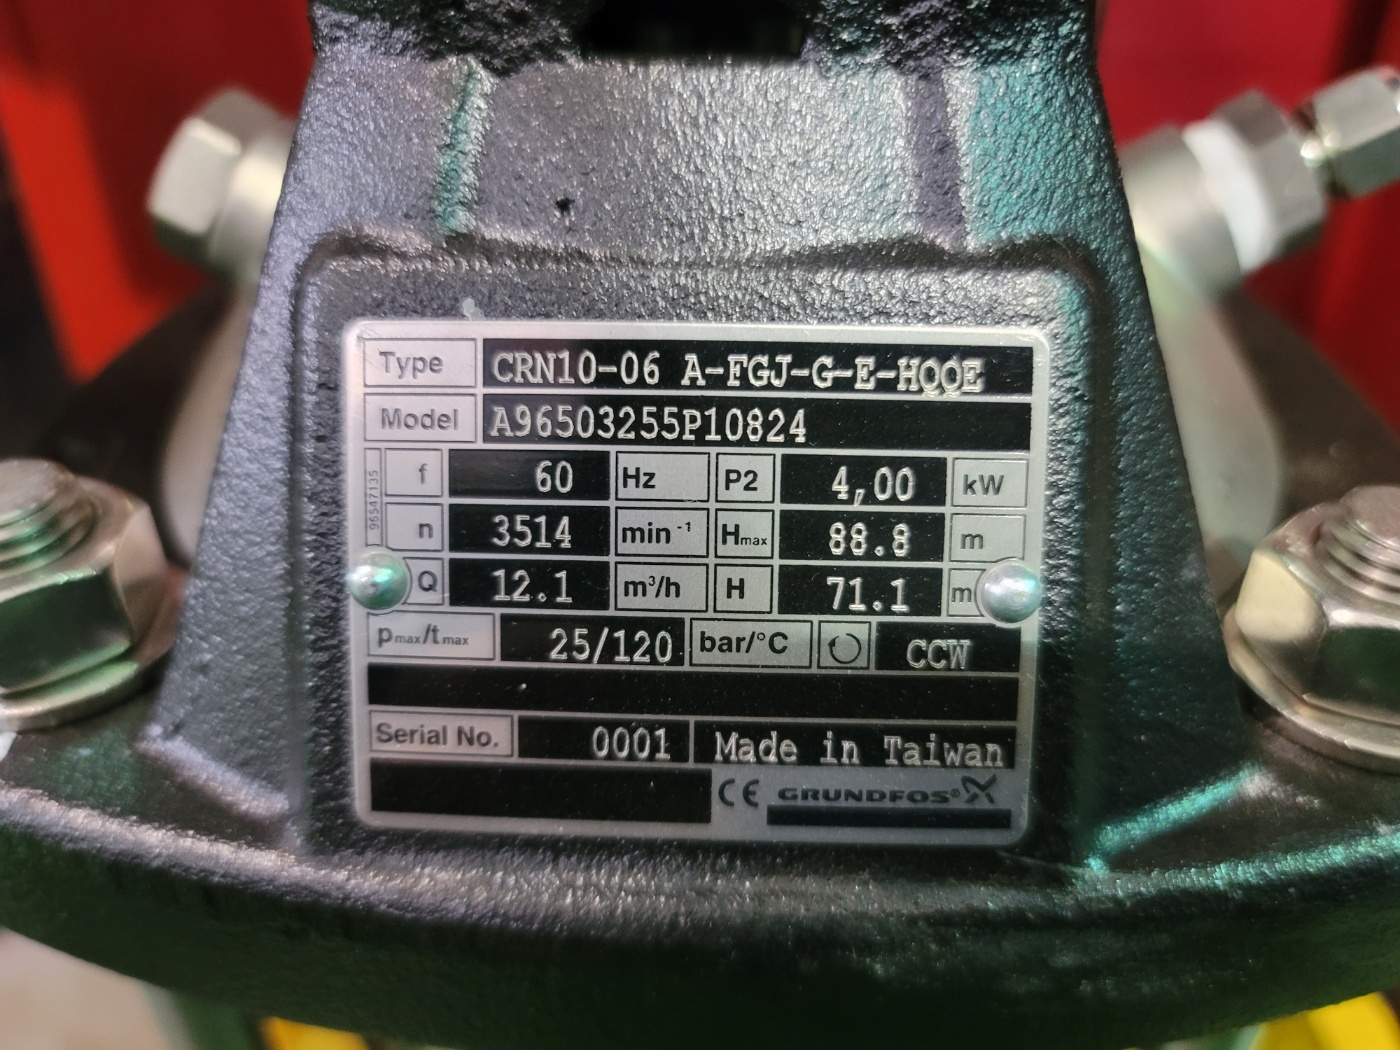 Type CRN10-06 A-FGJ-G-E-HQQE
Model A96503255P10824
96547135
f 60 Hz P2 4,00 kW
n 3514 min⁻¹ Hmax 88.8 m
Q 12.1 m³/h H 71.1 m
pmax/tmax 25/120 bar/°C CCW
Serial No. 0001 Made in Taiwan
CE GRUNDFOS®